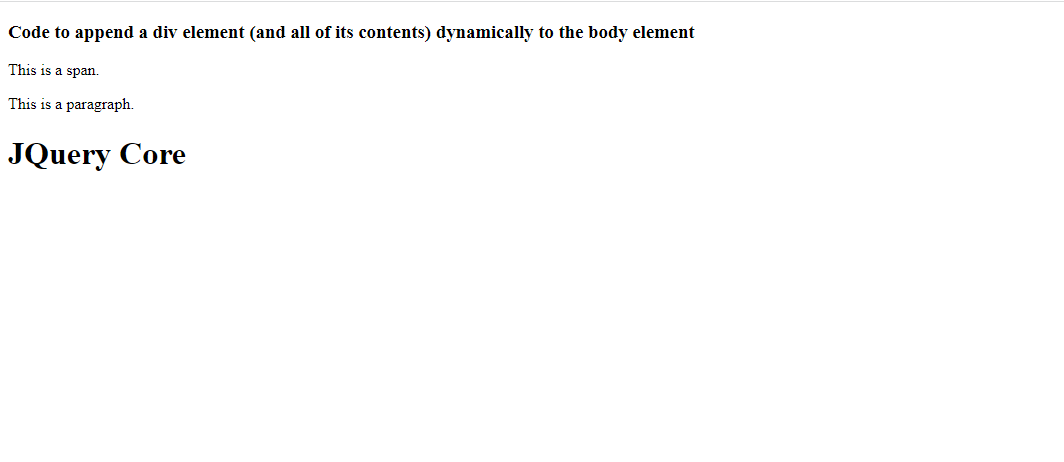 Code to append a div element (and all of its contents) dynamically to the body element
This is a span.
This is a paragraph.
JQuery Core